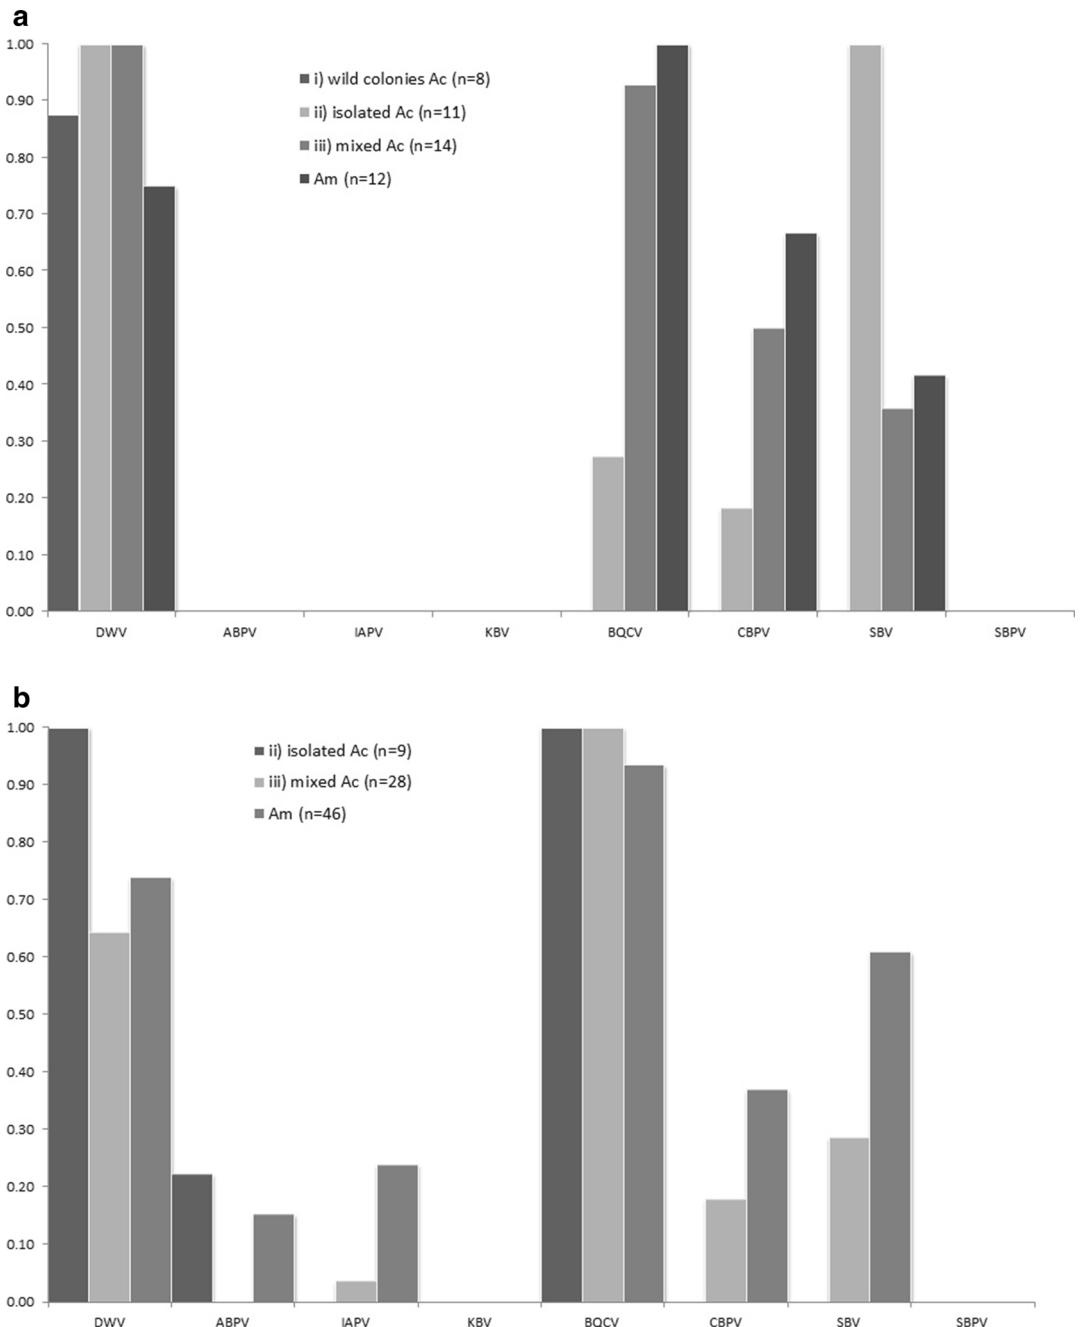 a
1.00
0.90
0.80
0.70
0.60
0.50
0.40
0.30
0.20
0.10
0.00
i) wild colonies Ac (n=8)
ii) isolated Ac (n=11)
iii) mixed Ac (n=14)
Am (n=12)
DWV ABPV IAPV KBV BQCV CBPV SBV SBPV
b
1.00
0.90
0.80
0.70
0.60
0.50
0.40
0.30
0.20
0.10
0.00
ii) isolated Ac (n=9)
iii) mixed Ac (n=28)
Am (n=46)
DWV ABPV IAPV KBV BQCV CBPV SBV SBPV